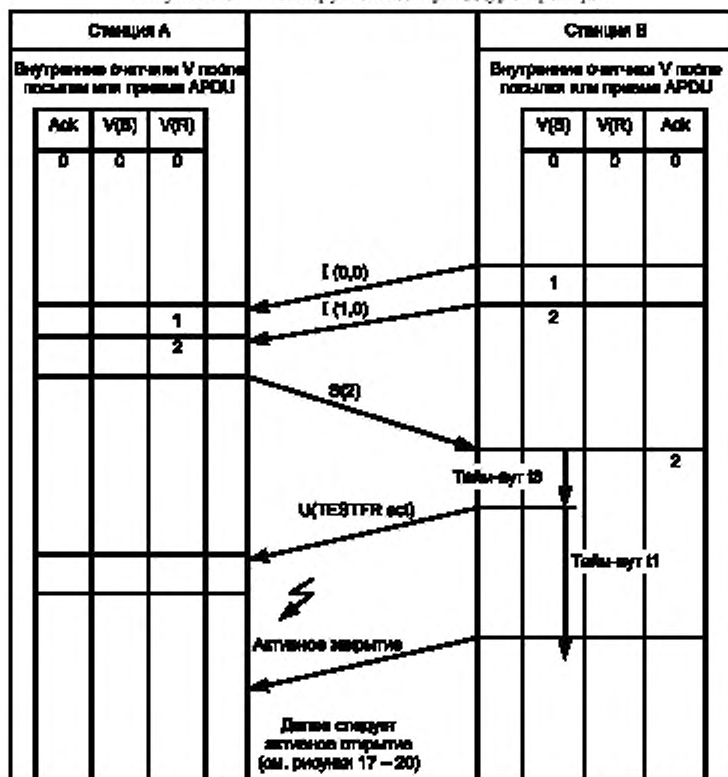 Станция А
Станция В
Внутренние счетчики V после
посылки или приема APDU
Внутренние счетчики V после
посылки или приема APDU
Ack V(S) V(R)
V(S) V(R) Ack
0 0 0
0 0 0
I (0,0)
1
I (1,0)
1
2
2
S(2)
2
Тайм-аут t3
U(TESTFR act)
Тайм-аут t1
Активное закрытие
Далее следует
активное открытие
(см. рисунки 17 – 20)